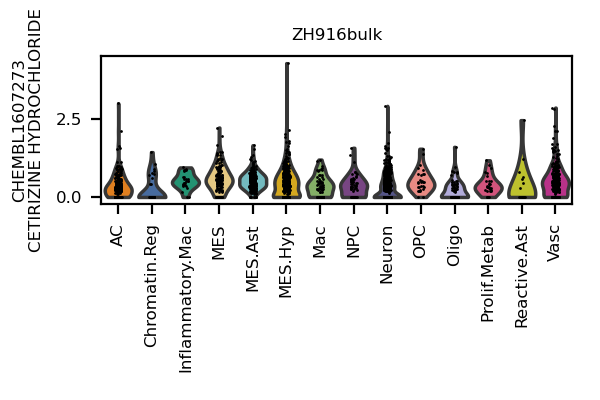 ZH916bulk
CHEMBL1607273
CETIRIZINE HYDROCHLORIDE
2.5
0.0
AC
Chromatin.Reg
Inflammatory.Mac
MES
MES.Ast
MES.Hyp
Mac
NPC
Neuron
OPC
Oligo
Prolif.Metab
Reactive.Ast
Vasc